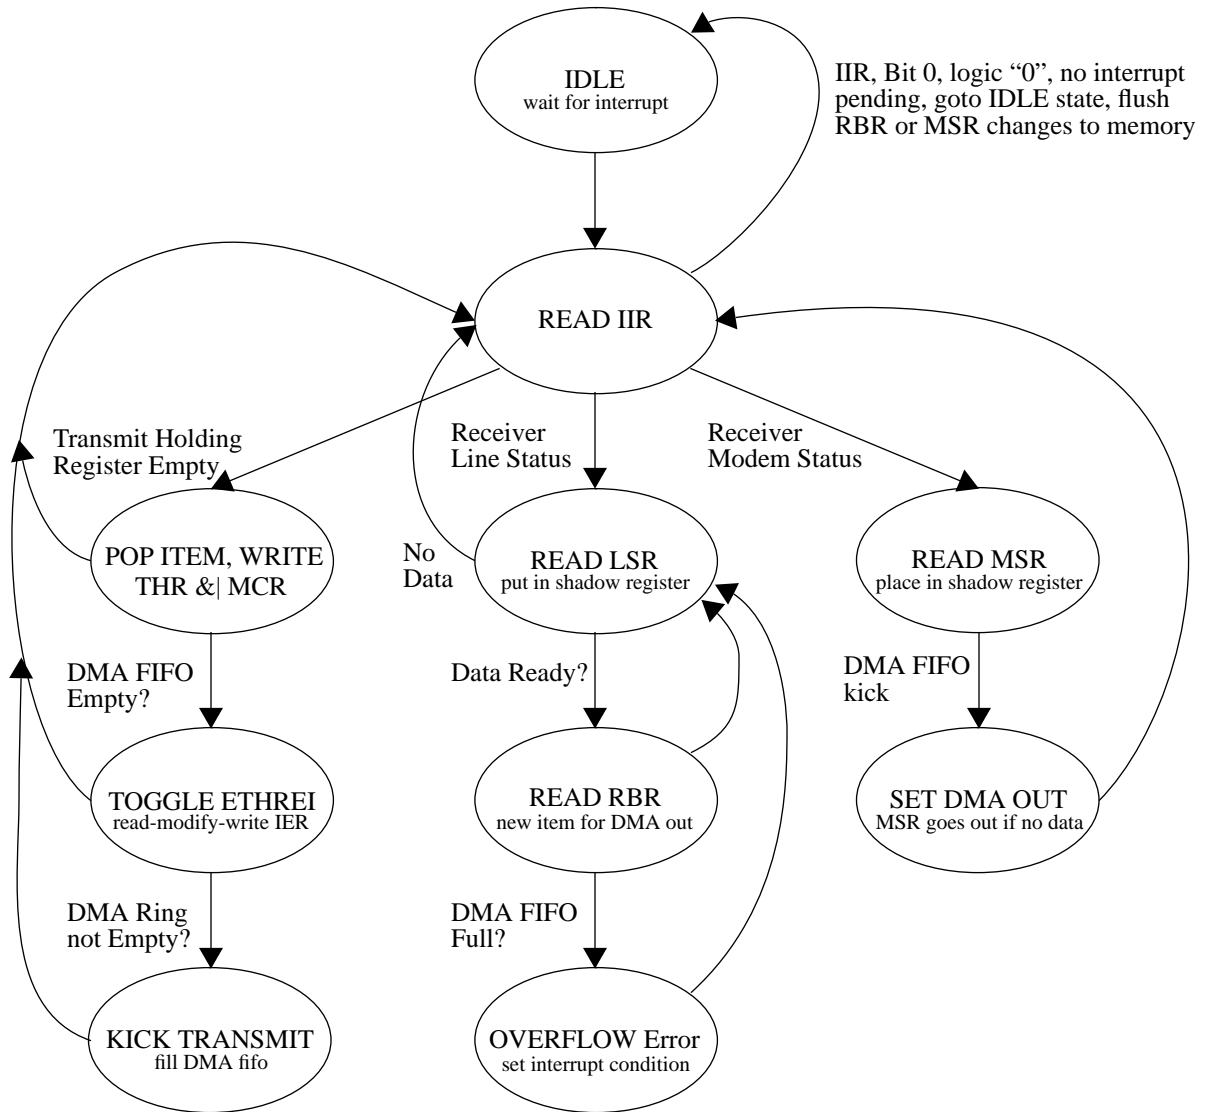 IDLE
wait for interrupt
IIR, Bit 0, logic “0”, no interrupt
pending, goto IDLE state, flush
RBR or MSR changes to memory
READ IIR
Transmit Holding
Register Empty
Receiver
Line Status
Receiver
Modem Status
POP ITEM, WRITE
THR &| MCR
No
Data
READ LSR
put in shadow register
READ MSR
place in shadow register
DMA FIFO
Empty?
Data Ready?
DMA FIFO
kick
TOGGLE ETHREI
read-modify-write IER
READ RBR
new item for DMA out
SET DMA OUT
MSR goes out if no data
DMA Ring
not Empty?
DMA FIFO
Full?
KICK TRANSMIT
fill DMA fifo
OVERFLOW Error
set interrupt condition